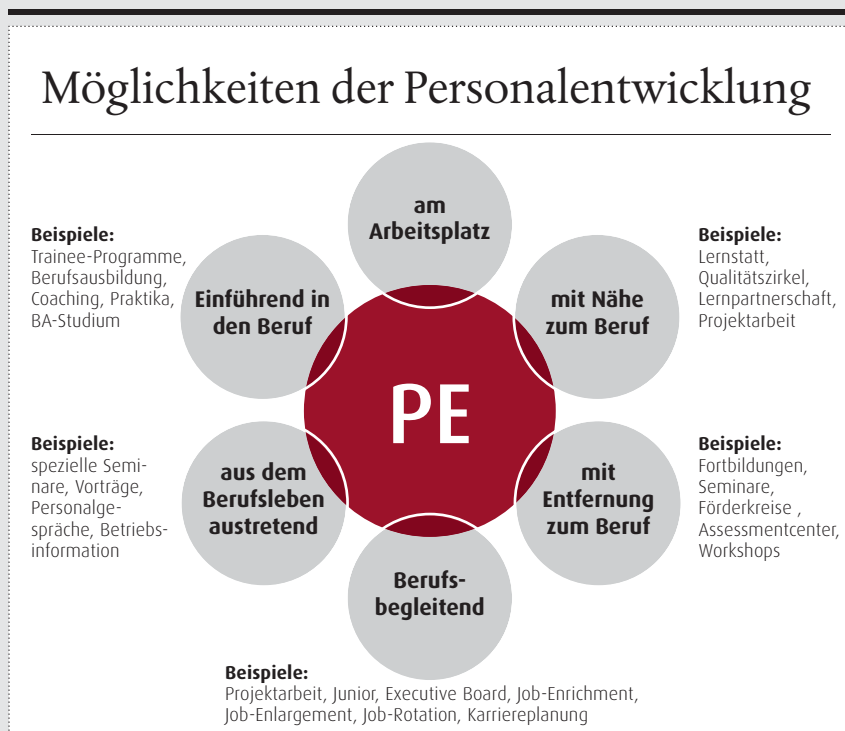 Möglichkeiten der Personalentwicklung
am
Arbeitsplatz
Beispiele:
Trainee-Programme,
Berufsausbildung,
Coaching, Praktika,
BA-Studium
Einführend in
den Beruf
mit Nähe
zum Beruf
Beispiele:
Lernstatt,
Qualitätszirkel,
Lernpartnerschaft,
Projektarbeit
PE
Beispiele:
spezielle Semi-
nare, Vorträge,
Personalge-
spräche, Betriebs-
information
aus dem
Berufsleben
austretend
mit
Entfernung
zum Beruf
Beispiele:
Fortbildungen,
Seminare,
Förderkreise ,
Assessmentcenter,
Workshops
Berufs-
begleitend
Beispiele:
Projektarbeit, Junior, Executive Board, Job-Enrichment,
Job-Enlargement, Job-Rotation, Karriereplanung